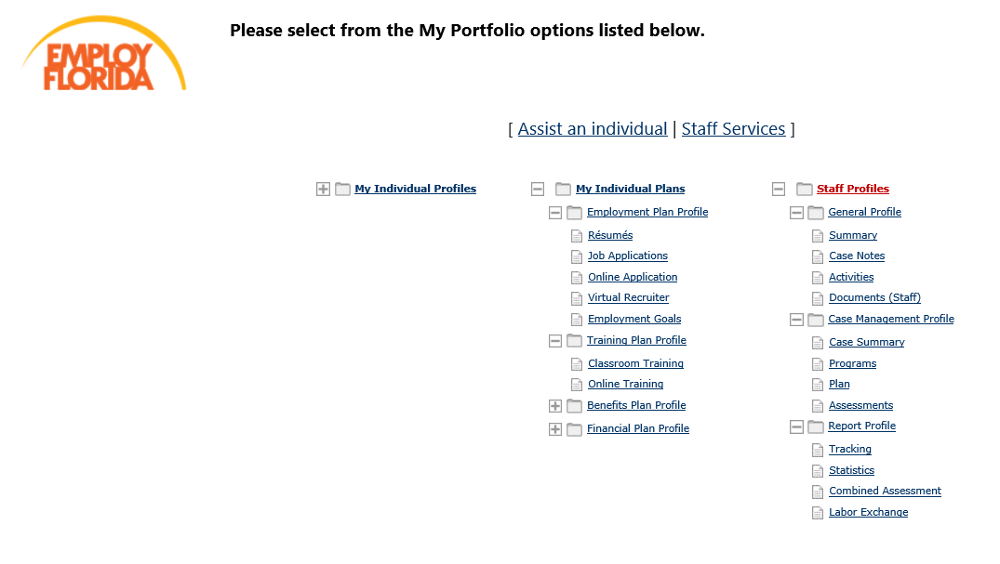 EMPLOY
FLORIDA
Please select from the My Portfolio options listed below.
[ Assist an individual | Staff Services ]
My Individual Profiles
My Individual Plans
Employment Plan Profile
Résumés
Job Applications
Online Application
Virtual Recruiter
Employment Goals
Training Plan Profile
Classroom Training
Online Training
Benefits Plan Profile
Financial Plan Profile
Staff Profiles
General Profile
Summary
Case Notes
Activities
Documents (Staff)
Case Management Profile
Case Summary
Programs
Plan
Assessments
Report Profile
Tracking
Statistics
Combined Assessment
Labor Exchange